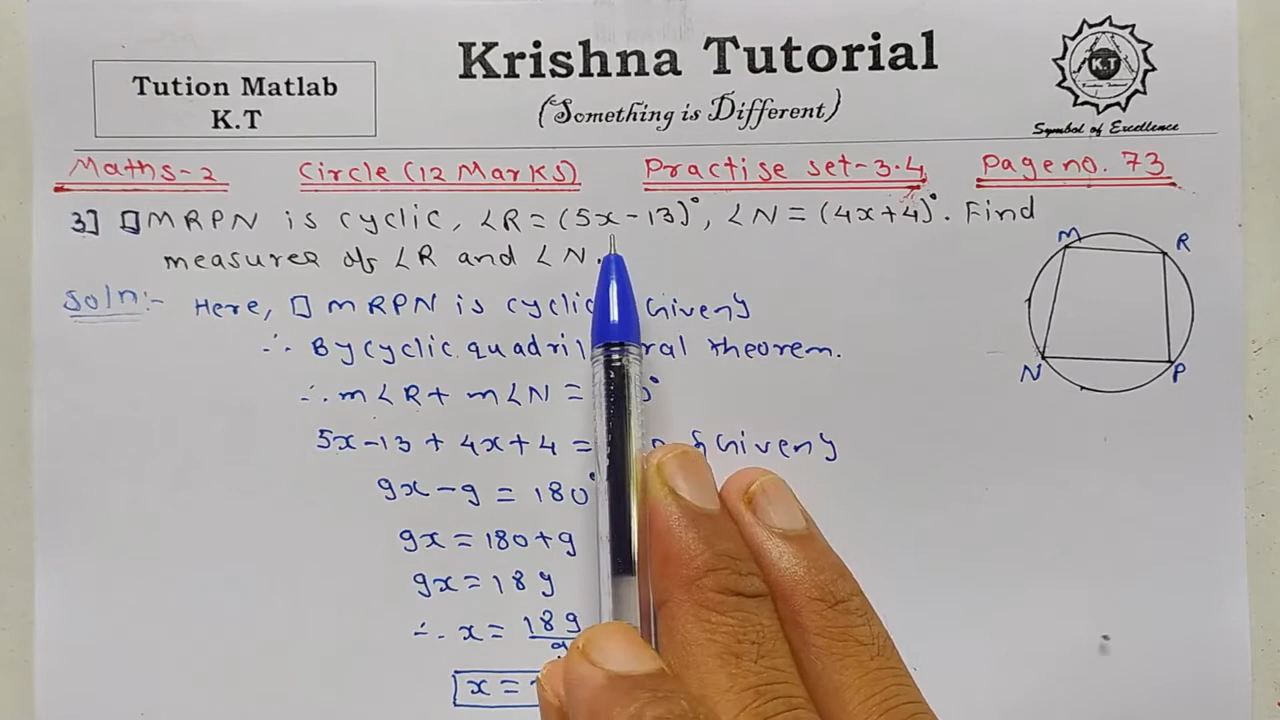 Tution Matlab
K.T
Krishna Tutorial
(Something is Different)
K.T
Symbol of Excellence
Maths-2 Circle (12 Marks) Practise set-3.4 Page no. 73
3] □MRPN is cyclic, ∠R = (5x-13)°, ∠N = (4x+4)°. Find
measures of ∠R and ∠N.
M
R
N
P
Soln:- Here, □MRPN is cyclic Given}
∴ By cyclic theorem.
∴ m∠R + m∠N =
5x-13 + 4x+4 = {Given}
9x-9 = 180°
9x = 180+9
9x = 189
∴ x = 189/9
x =